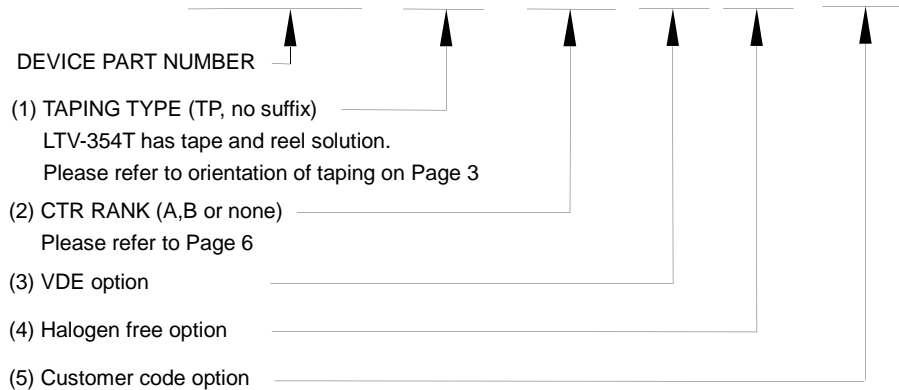 DEVICE PART NUMBER
(1) TAPING TYPE (TP, no suffix)
LTV-354T has tape and reel solution.
Please refer to orientation of taping on Page 3
(2) CTR RANK (A,B or none)
Please refer to Page 6
(3) VDE option
(4) Halogen free option
(5) Customer code option